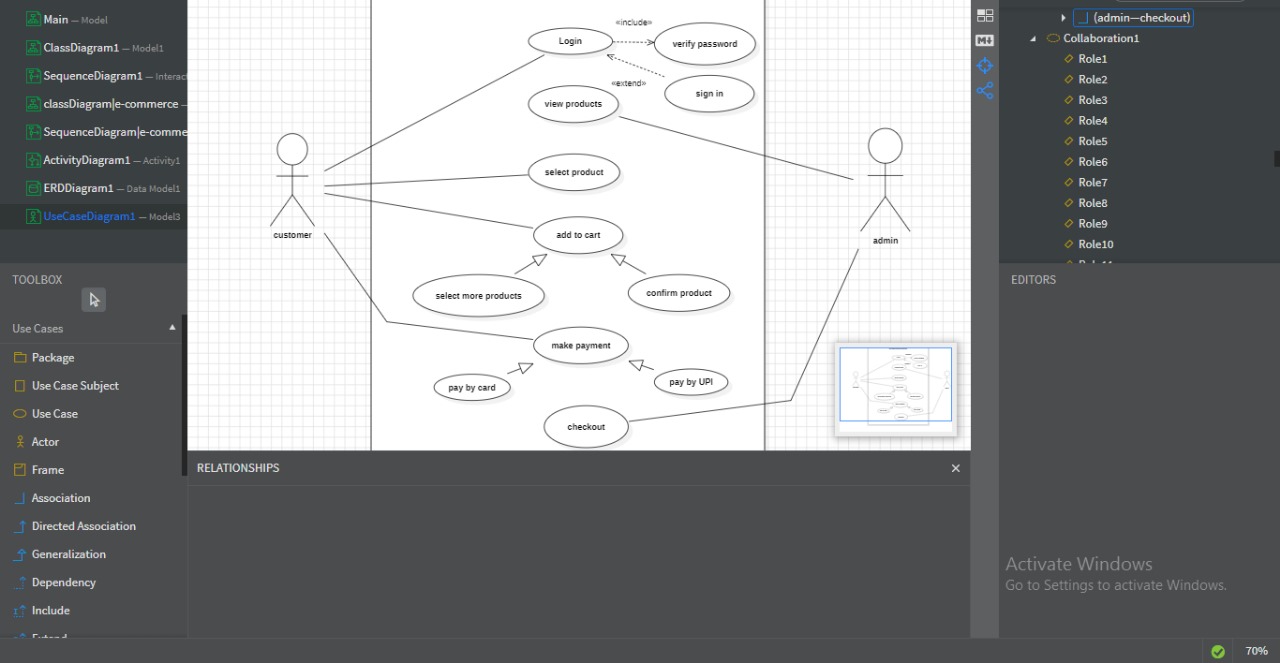 Main — Model
ClassDiagram1 — Model1
SequenceDiagram1 — Interact
classDiagram|e-commerce —
SequenceDiagram|e-comme
ActivityDiagram1 — Activity1
ERDDiagram1 — Data Model1
UseCaseDiagram1 — Model3
TOOLBOX
Use Cases
Package
Use Case Subject
Use Case
Actor
Frame
Association
Directed Association
Generalization
Dependency
Include
Extend
«include»
Login
verify password
«extend»
sign in
view products
select product
customer
admin
add to cart
select more products
confirm product
make payment
pay by card
pay by UPI
checkout
RELATIONSHIPS
M
(admin—checkout)
Collaboration1
Role1
Role2
Role3
Role4
Role5
Role6
Role7
Role8
Role9
Role10
EDITORS
Activate Windows
Go to Settings to activate Windows.
70%